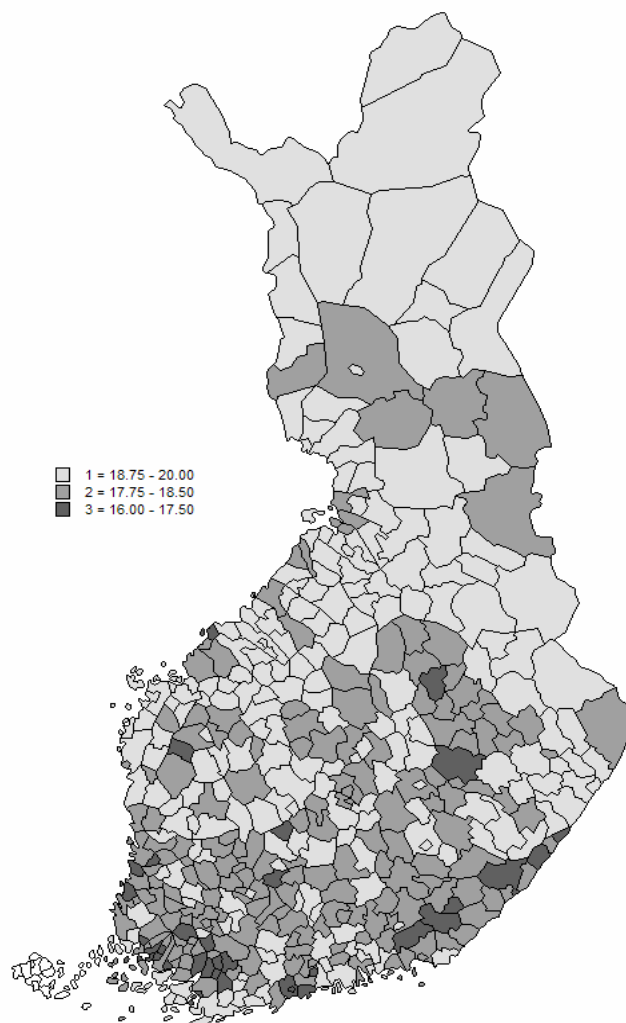 1 = 18.75 - 20.00
2 = 17.75 - 18.50
3 = 16.00 - 17.50